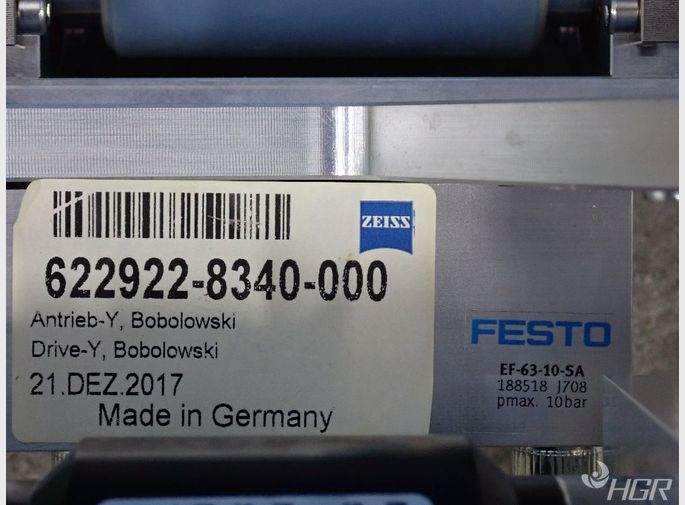 ZEISS
622922-8340-000
Antrieb-Y, Bobolowski
Drive-Y, Bobolowski
21.DEZ.2017
Made in Germany
FESTO
EF-63-10-SA
188518 J708
pmax. 10bar
HGR